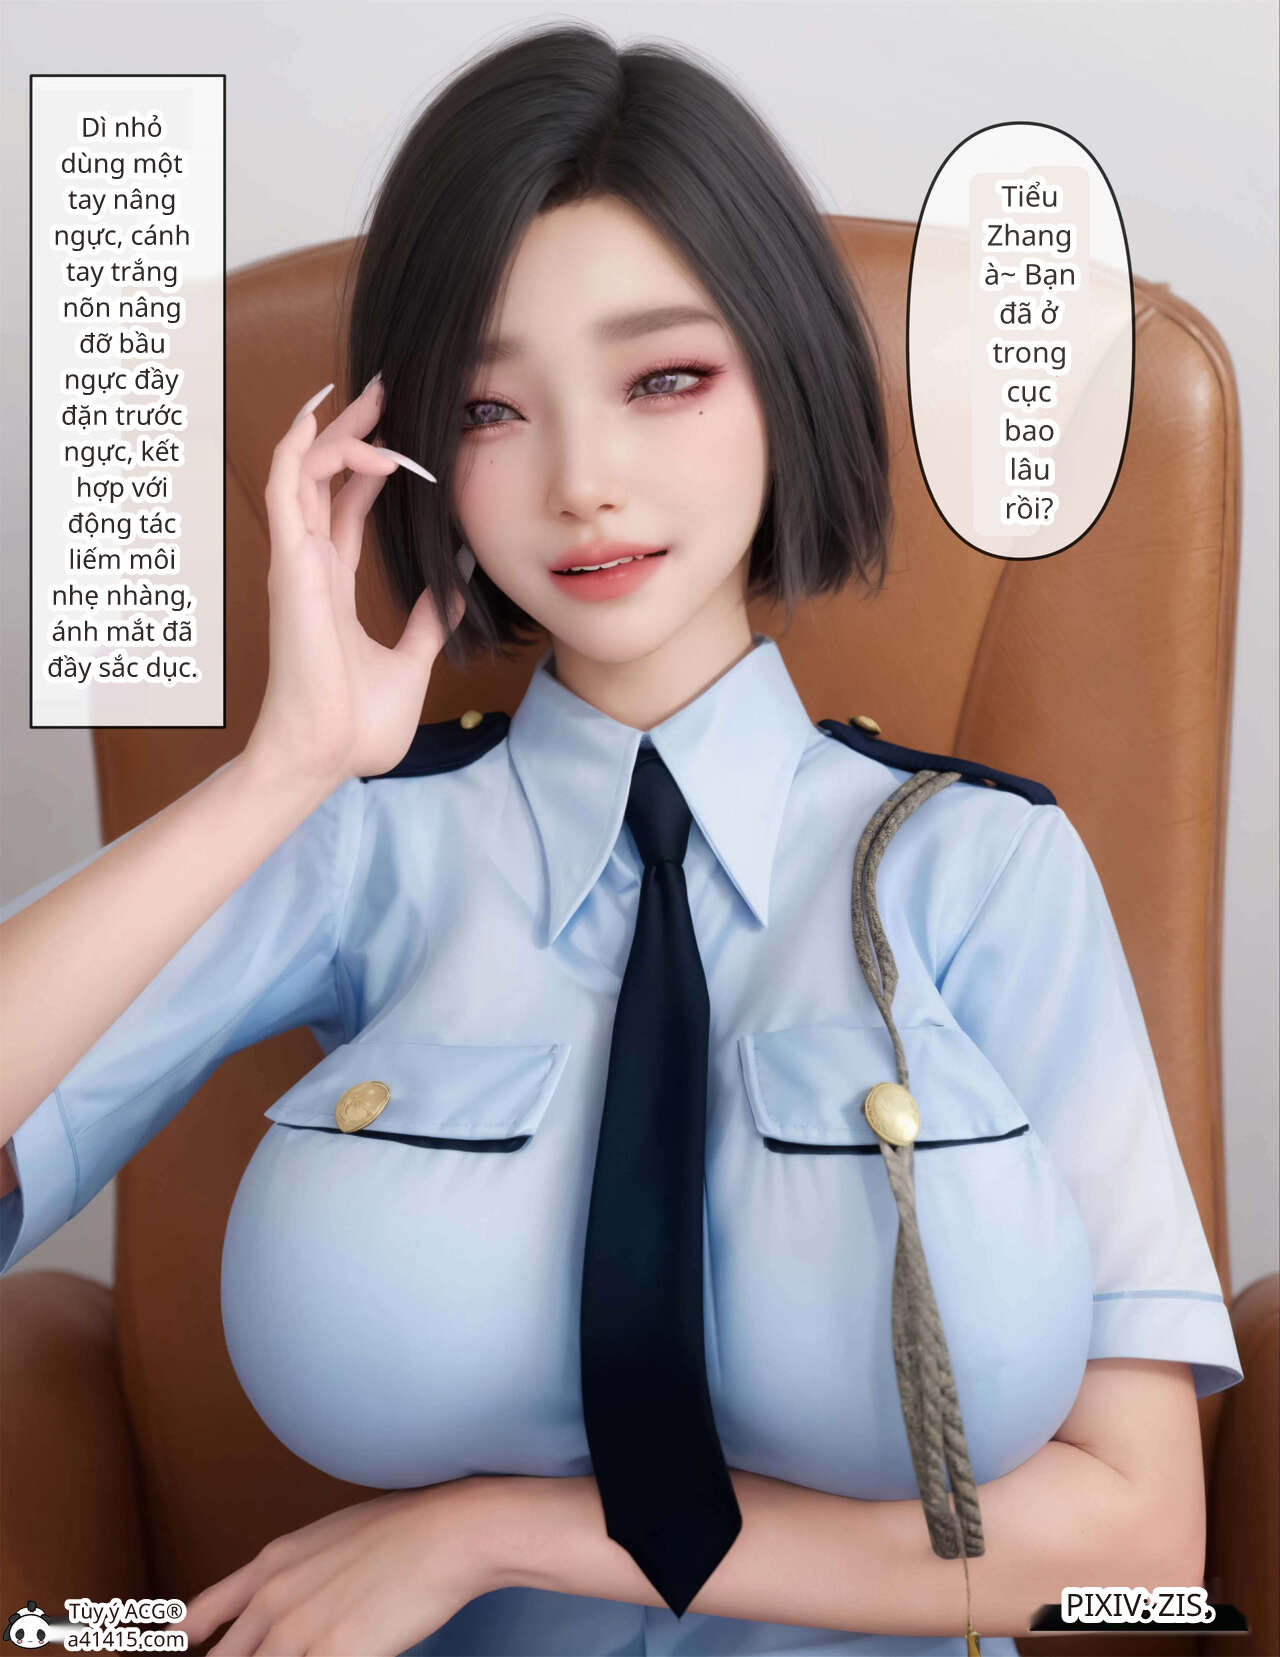 Dì nhỏ
dùng một
tay nâng
ngực, cánh
tay trắng
nõn nâng
đỡ bầu
ngực đầy
đặn trước
ngực, kết
hợp với
động tác
liếm môi
nhẹ nhàng,
ánh mắt đã
đầy sắc dục.
Tiểu
Zhang
à~ Bạn
đã ở
trong
cục
bao
lâu
rồi?
Tùy ý ACG®
a41415.com
PIXIV: ZIS.